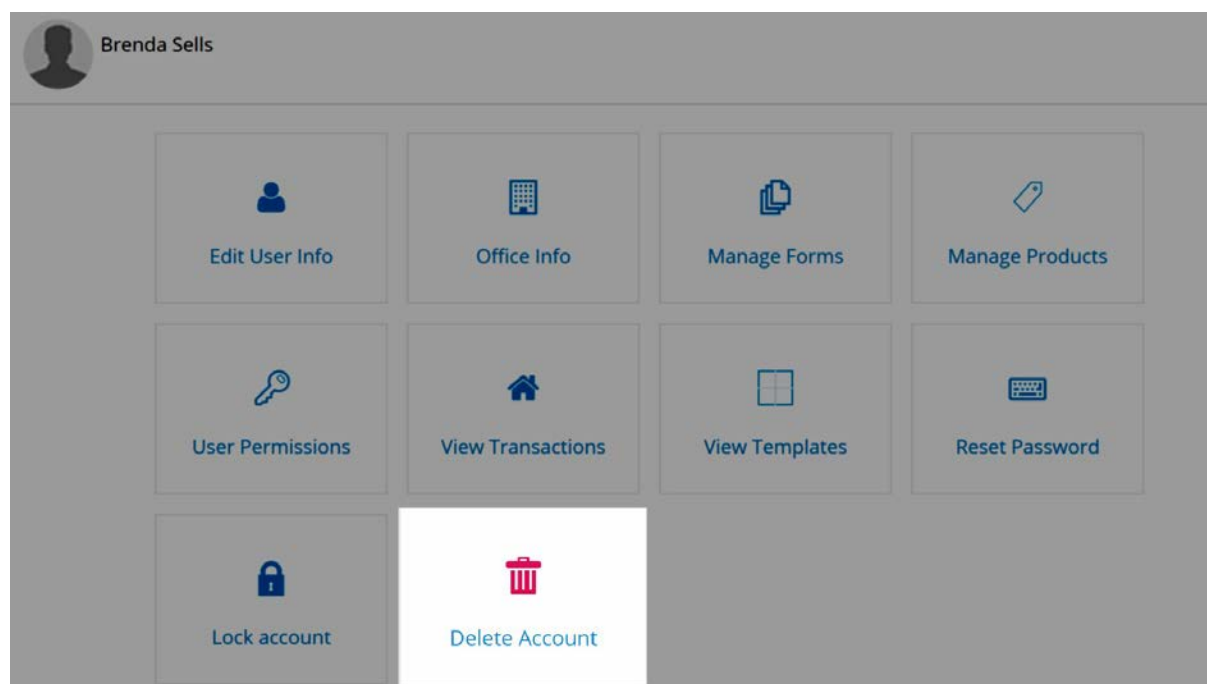 Brenda Sells
Edit User Info
Office Info
Manage Forms
Manage Products
User Permissions
View Transactions
View Templates
Reset Password
Lock account
Delete Account